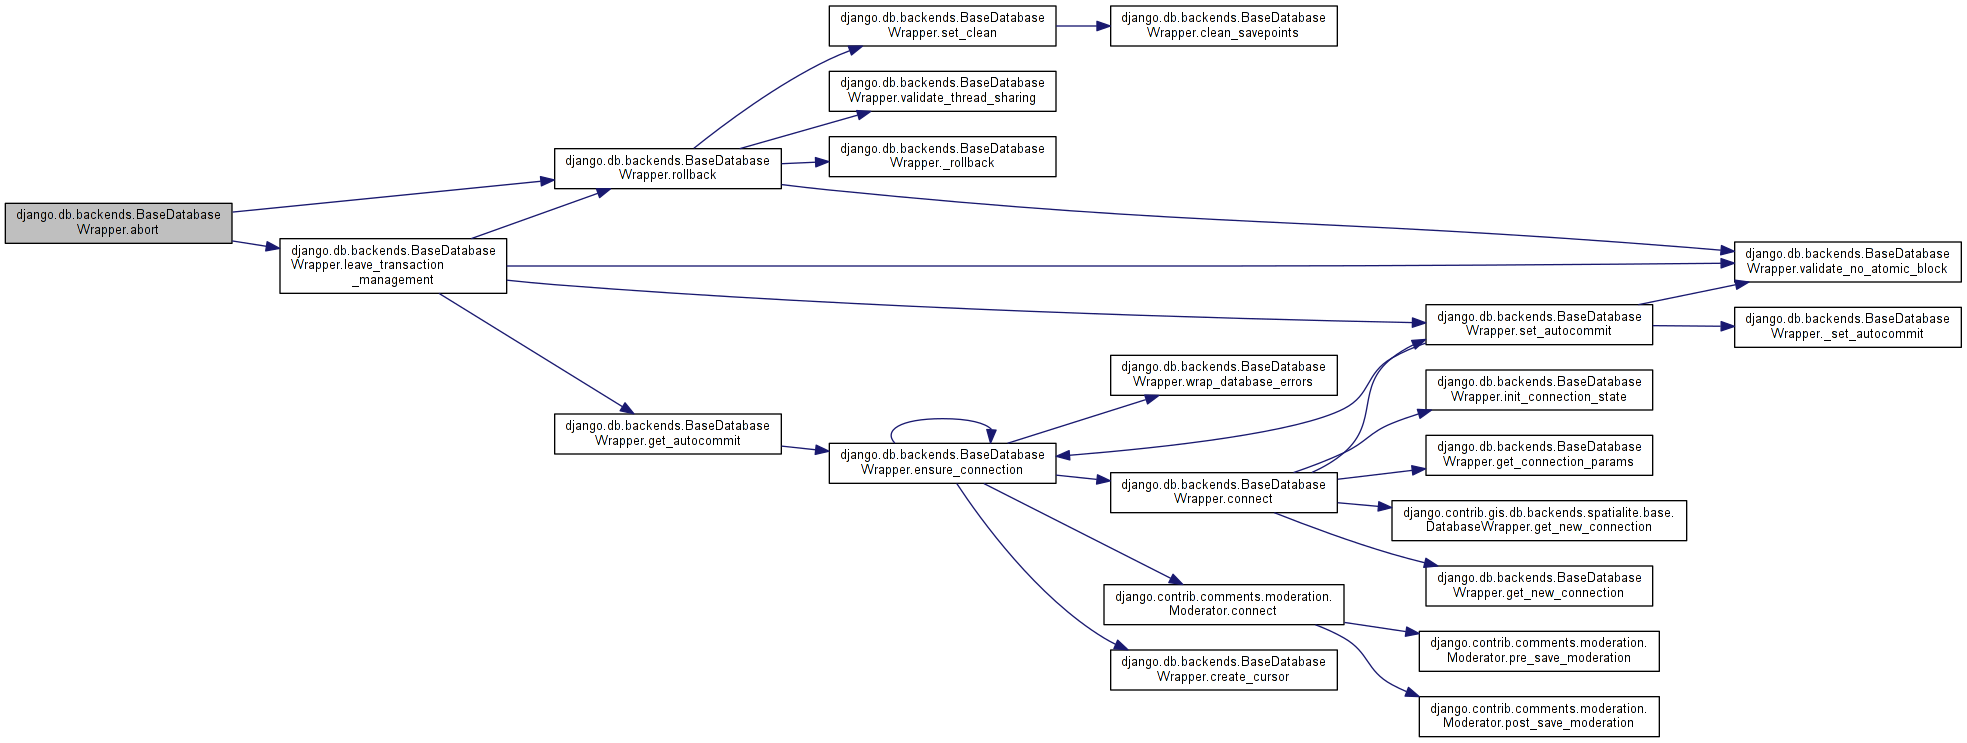 django.db.backends.BaseDatabase
Wrapper.abort
django.db.backends.BaseDatabase
Wrapper.leave_transaction
_management
django.db.backends.BaseDatabase
Wrapper.rollback
django.db.backends.BaseDatabase
Wrapper.get_autocommit
django.db.backends.BaseDatabase
Wrapper.set_clean
django.db.backends.BaseDatabase
Wrapper.validate_thread_sharing
django.db.backends.BaseDatabase
Wrapper._rollback
django.db.backends.BaseDatabase
Wrapper.ensure_connection
django.db.backends.BaseDatabase
Wrapper.clean_savepoints
django.db.backends.BaseDatabase
Wrapper.wrap_database_errors
django.db.backends.BaseDatabase
Wrapper.connect
django.contrib.comments.moderation.
Moderator.connect
django.db.backends.BaseDatabase
Wrapper.create_cursor
django.db.backends.BaseDatabase
Wrapper.set_autocommit
django.db.backends.BaseDatabase
Wrapper.init_connection_state
django.db.backends.BaseDatabase
Wrapper.get_connection_params
django.contrib.gis.db.backends.spatialite.base.
DatabaseWrapper.get_new_connection
django.db.backends.BaseDatabase
Wrapper.get_new_connection
django.contrib.comments.moderation.
Moderator.pre_save_moderation
django.contrib.comments.moderation.
Moderator.post_save_moderation
django.db.backends.BaseDatabase
Wrapper.validate_no_atomic_block
django.db.backends.BaseDatabase
Wrapper._set_autocommit